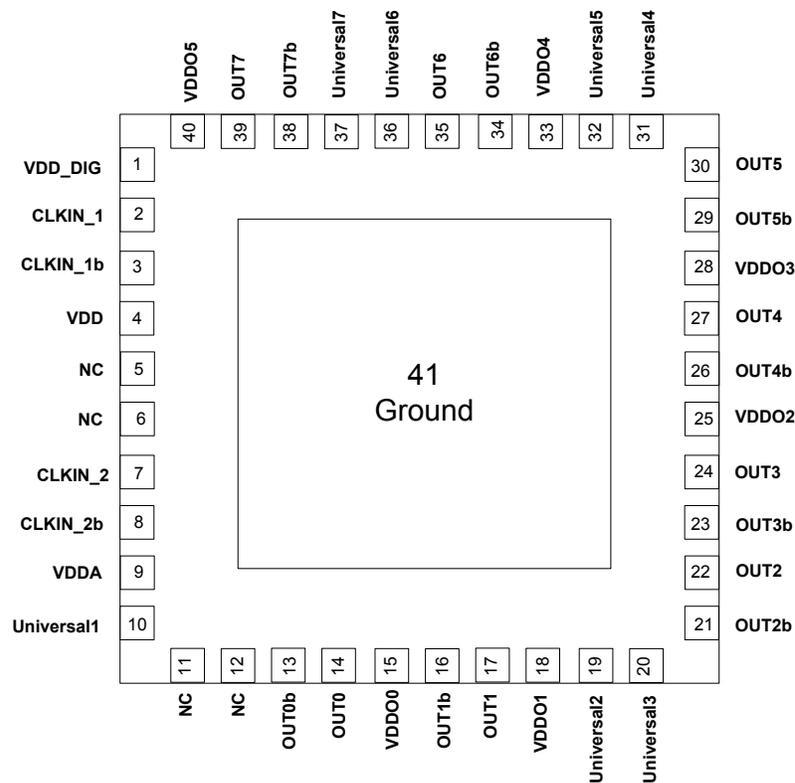 VDDO5
OUT7
OUT7b
Universal7
Universal6
OUT6
OUT6b
VDDO4
Universal5
Universal4
40
39
38
37
36
35
34
33
32
31
VDD_DIG 1
CLKIN_1 2
CLKIN_1b 3
VDD 4
NC 5
NC 6
CLKIN_2 7
CLKIN_2b 8
VDDA 9
Universal1 10
41
Ground
30 OUT5
29 OUT5b
28 VDDO3
27 OUT4
26 OUT4b
25 VDDO2
24 OUT3
23 OUT3b
22 OUT2
21 OUT2b
11
12
13
14
15
16
17
18
19
20
NC
NC
OUT0b
OUT0
VDDO0
OUT1b
OUT1
VDDO1
Universal2
Universal3